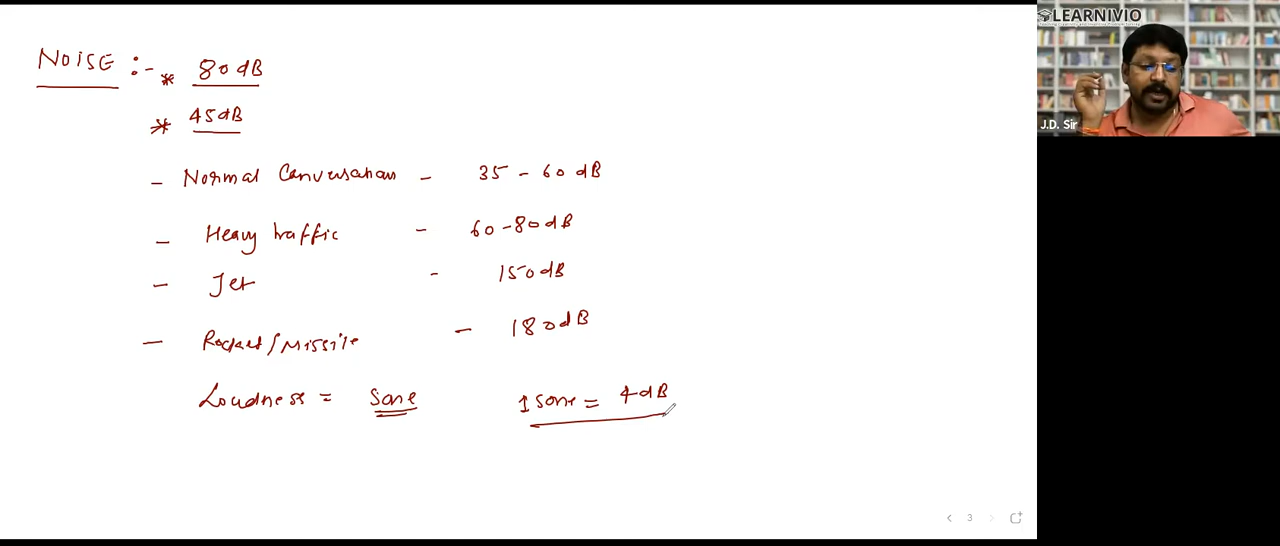 NOISE :- * 80 dB
* 45 dB
- Normal Conversation - 35 - 60 dB
- Heavy traffic - 60 - 80 dB
- Jet - 150 dB
- Rocket/Missile - 180 dB
Loudness = Sone 1 Sone = 4 dB
3
LEARNIVIO
J.D. Sir